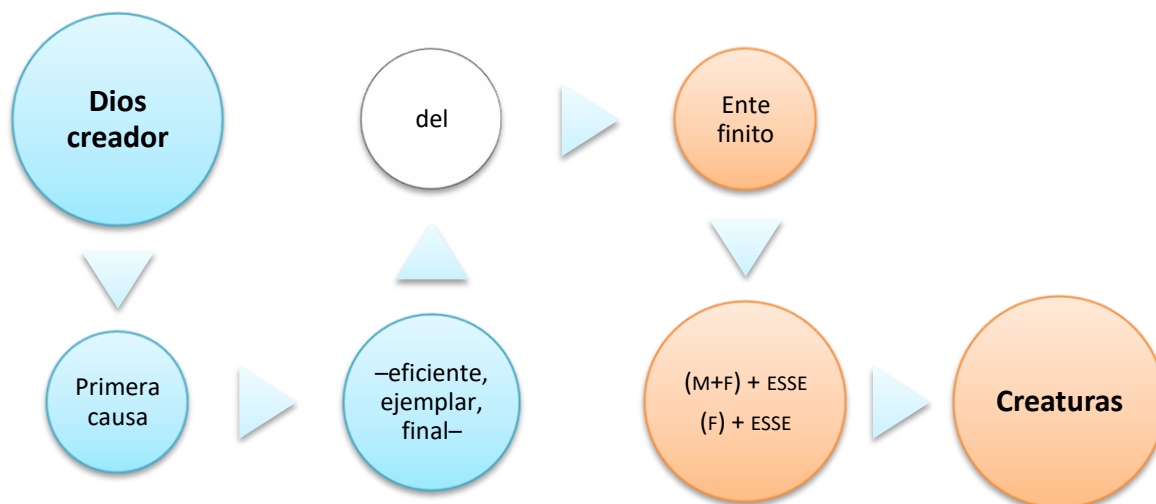 Dios
creador
Primera
causa
–eficiente,
ejemplar,
final–
del
Ente
finito
(M+F) + ESSE
(F) + ESSE
Creaturas